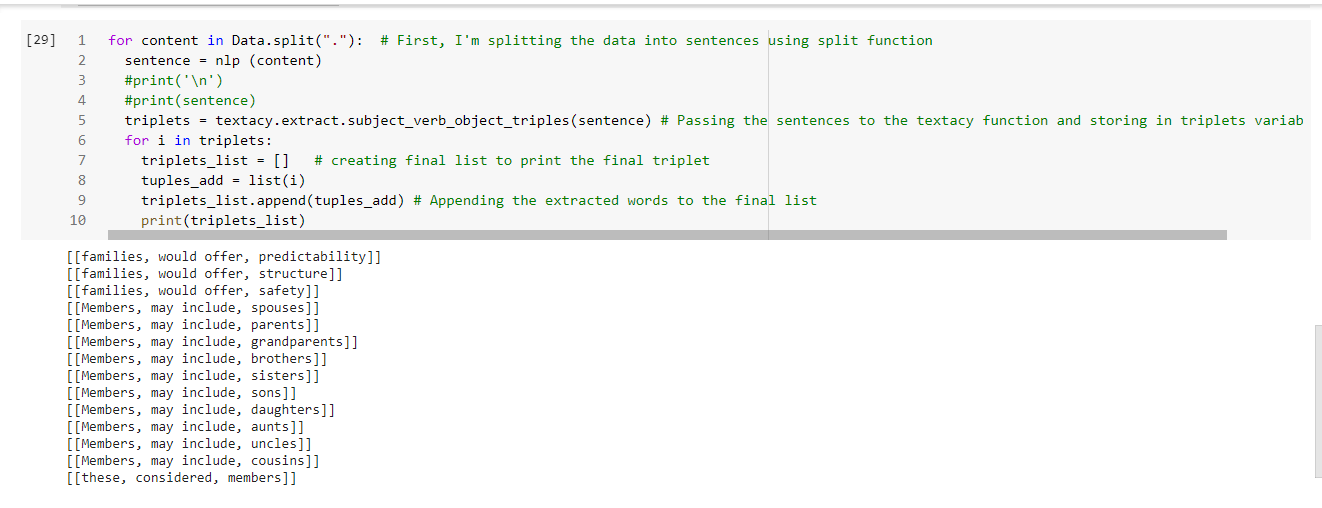 [29] 1 for content in Data.split("."):  # First, I'm splitting the data into sentences using split function
2 sentence = nlp (content)
3 #print('\n')
4 #print(sentence)
5 triplets = textacy.extract.subject_verb_object_triples(sentence) # Passing the sentences to the textacy function and storing in triplets variab
6 for i in triplets:
7 triplets_list = []   # creating final list to print the final triplet
8 tuples_add = list(i)
9 triplets_list.append(tuples_add) # Appending the extracted words to the final list
10 print(triplets_list)
[[families, would offer, predictability]]
[[families, would offer, structure]]
[[families, would offer, safety]]
[[Members, may include, spouses]]
[[Members, may include, parents]]
[[Members, may include, grandparents]]
[[Members, may include, brothers]]
[[Members, may include, sisters]]
[[Members, may include, sons]]
[[Members, may include, daughters]]
[[Members, may include, aunts]]
[[Members, may include, uncles]]
[[Members, may include, cousins]]
[[these, considered, members]]